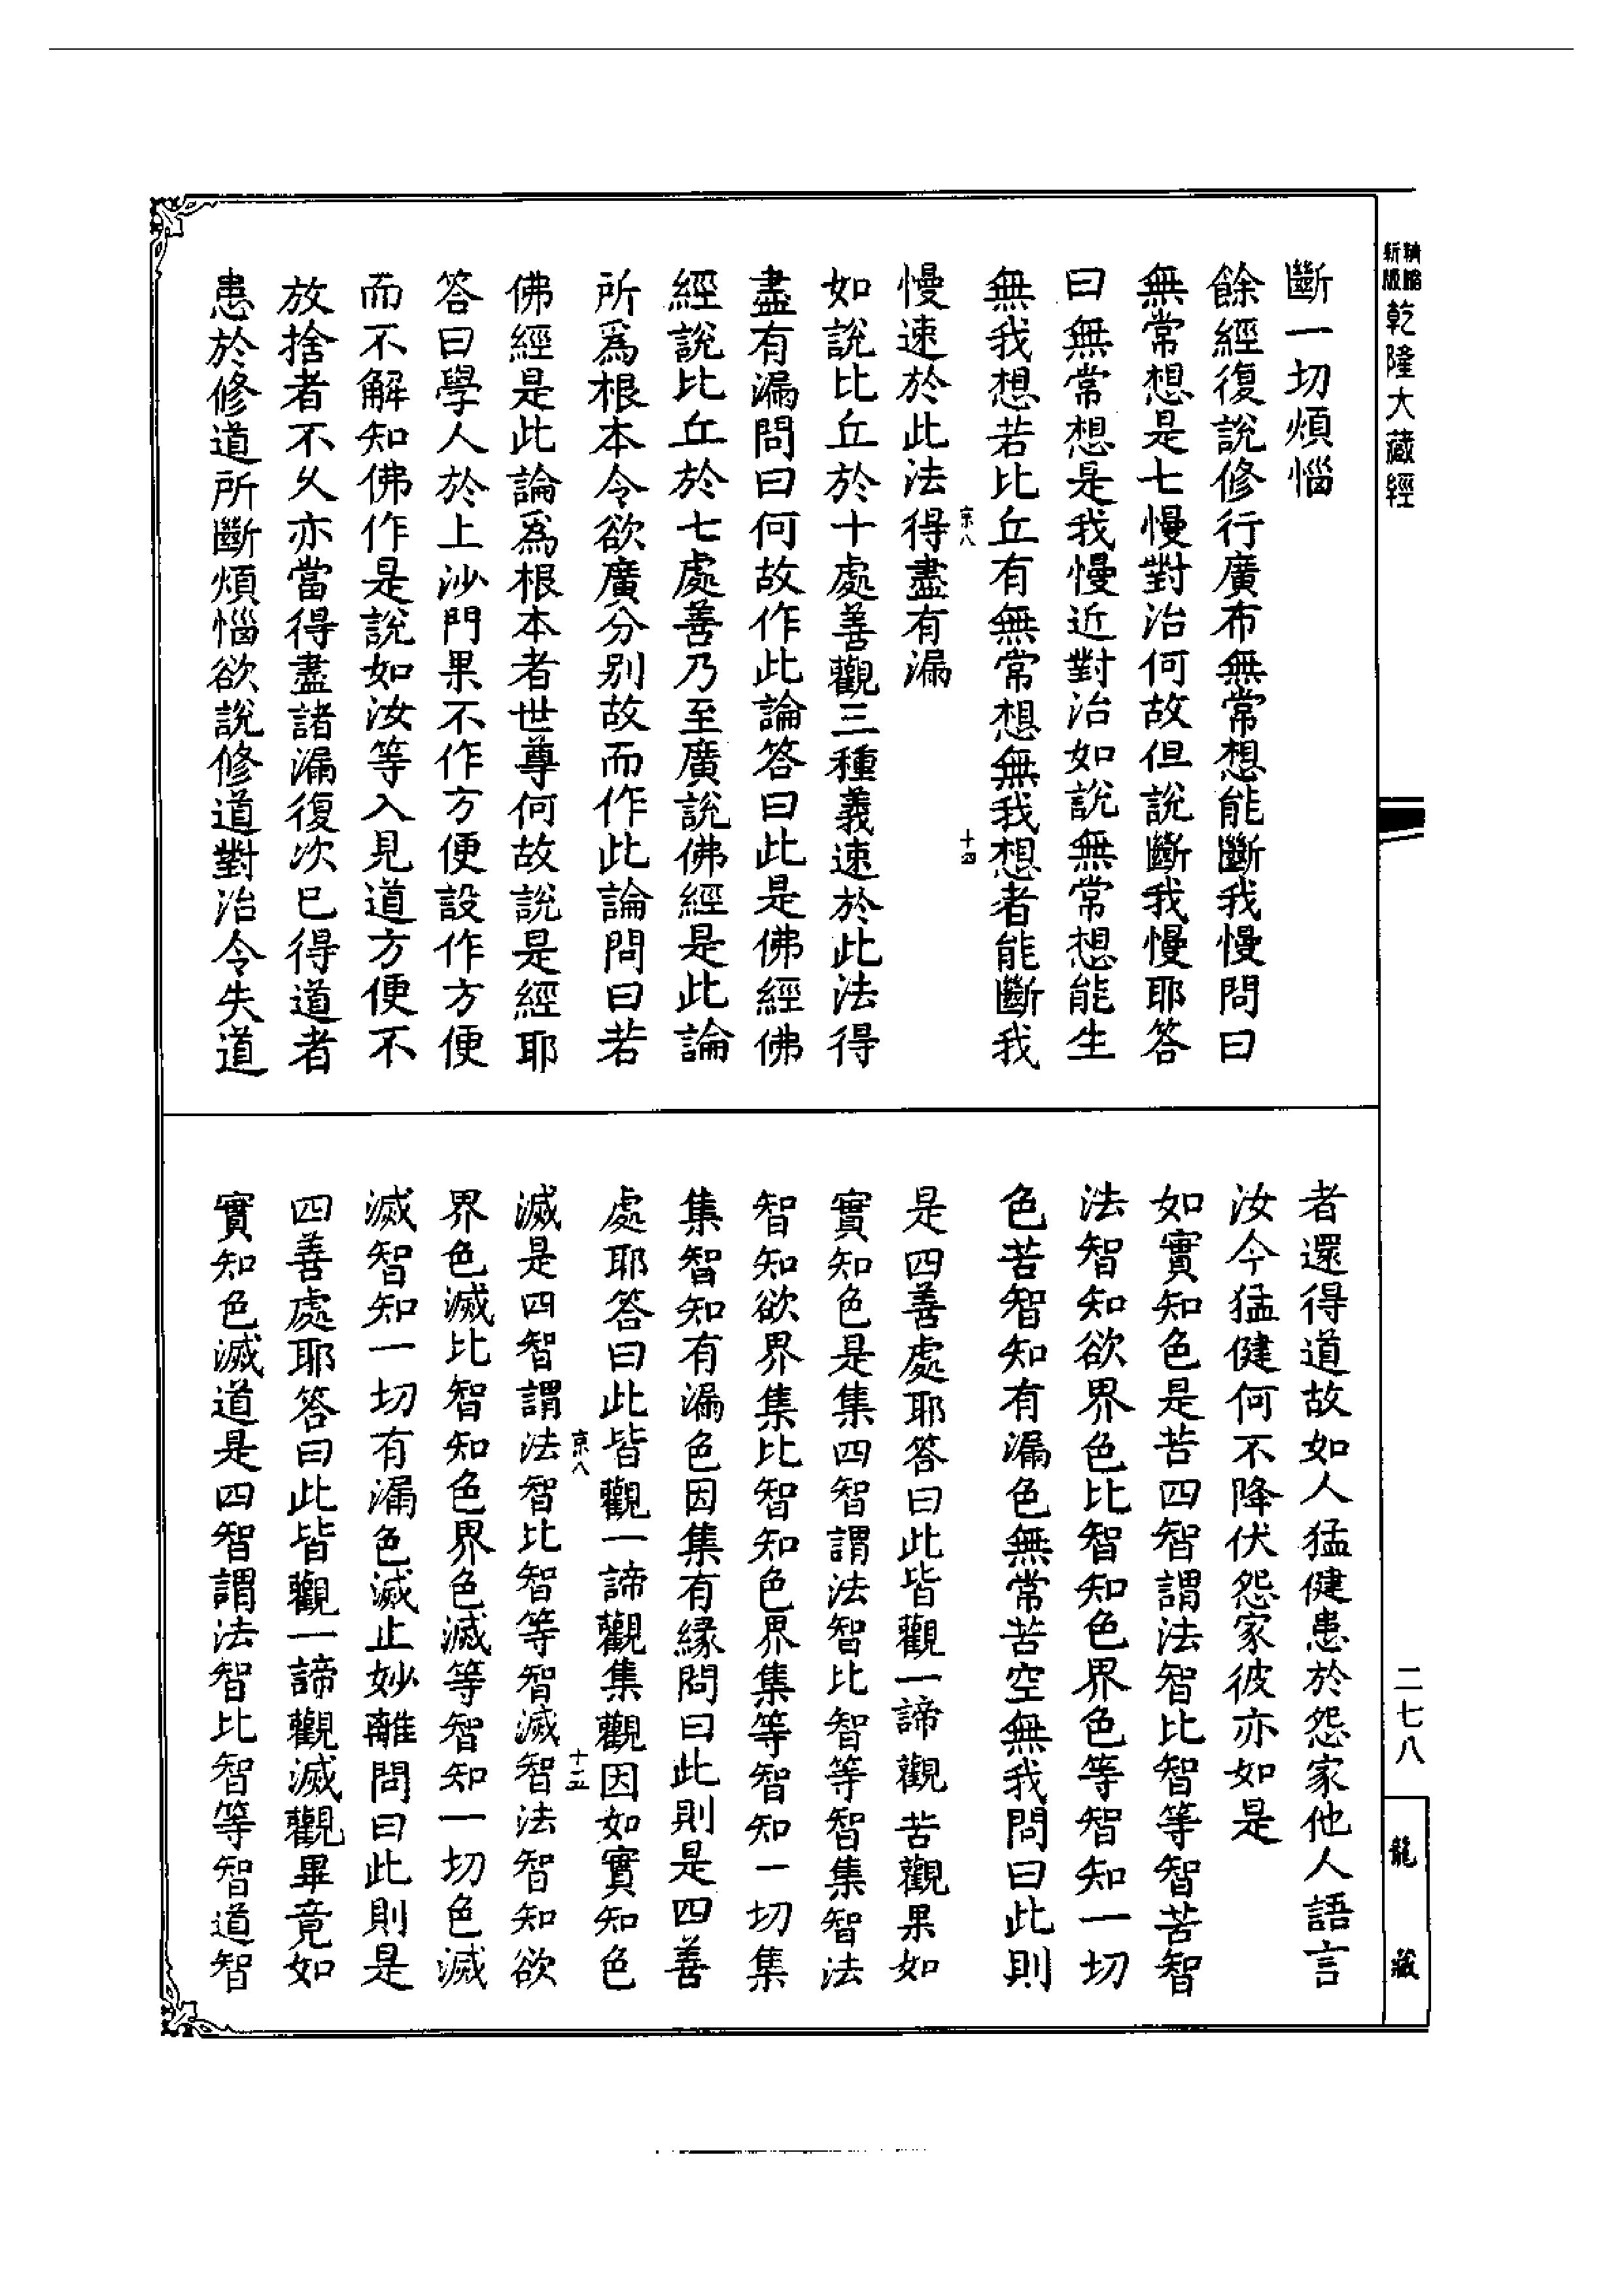 新版精縮乾隆大藏經
斷一切煩惱
餘經復說修行廣布無常想能斷我慢問曰
無常想是七慢對治何故但說斷我慢耶答
曰無常想是我慢近對治如說無常想能生
無我想若比丘有無常想無我想者能斷我
京八
十四
慢速於此法得盡有漏
如說比丘於十處善觀三種義速於此法得
盡有漏問曰何故作此論答曰此是佛經佛
經說比丘於七處善乃至廣說佛經是此論
所爲根本今欲廣分别故而作此論問曰若
佛經是此論爲根本者世尊何故說是經耶
答曰學人於上沙門果不作方便設作方便
而不解知佛作是說如汝等入見道方便不
放捨者不久亦當得盡諸漏復次已得道者
患於修道所斷煩惱欲說修道對治令失道
者還得道故如人猛健患於怨家他人語言
汝今猛健何不降伏怨家彼亦如是
如實知色是苦四智謂法智比智等智苦智
法智知欲界色比智知色界色等智知一切
色苦智知有漏色無常苦空無我問曰此則
是四善處耶答曰此皆觀一諦觀苦觀果如
實知色是集四智謂法智比智等智集智法
智知欲界集比智知色界集等智知一切集
集智知有漏色因集有緣問曰此則是四善
處耶答曰此皆觀一諦觀集觀因如實知色
京八
十五
滅是四智謂法智比智等智滅智法智知欲
界色滅比智知色界色滅等智知一切色滅
滅智知一切有漏色滅止妙離問曰此則是
四善處耶答曰此皆觀一諦觀滅觀畢竟如
實知色滅道是四智謂法智比智等智道智
二七八
龍藏